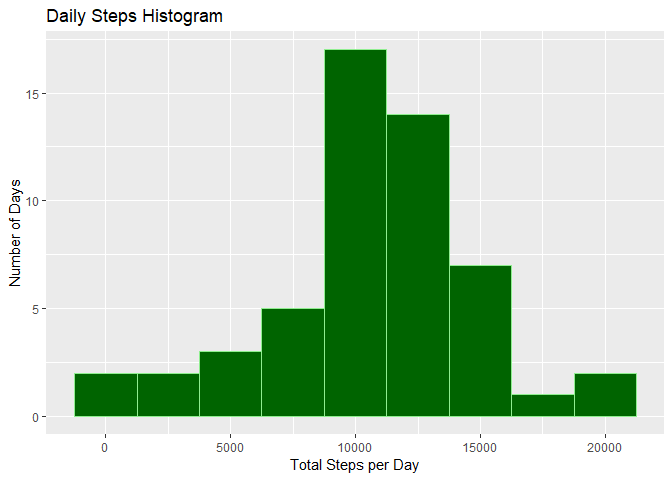 Daily Steps Histogram
15
10
5
0
Number of Days
0 5000 10000 15000 20000
Total Steps per Day